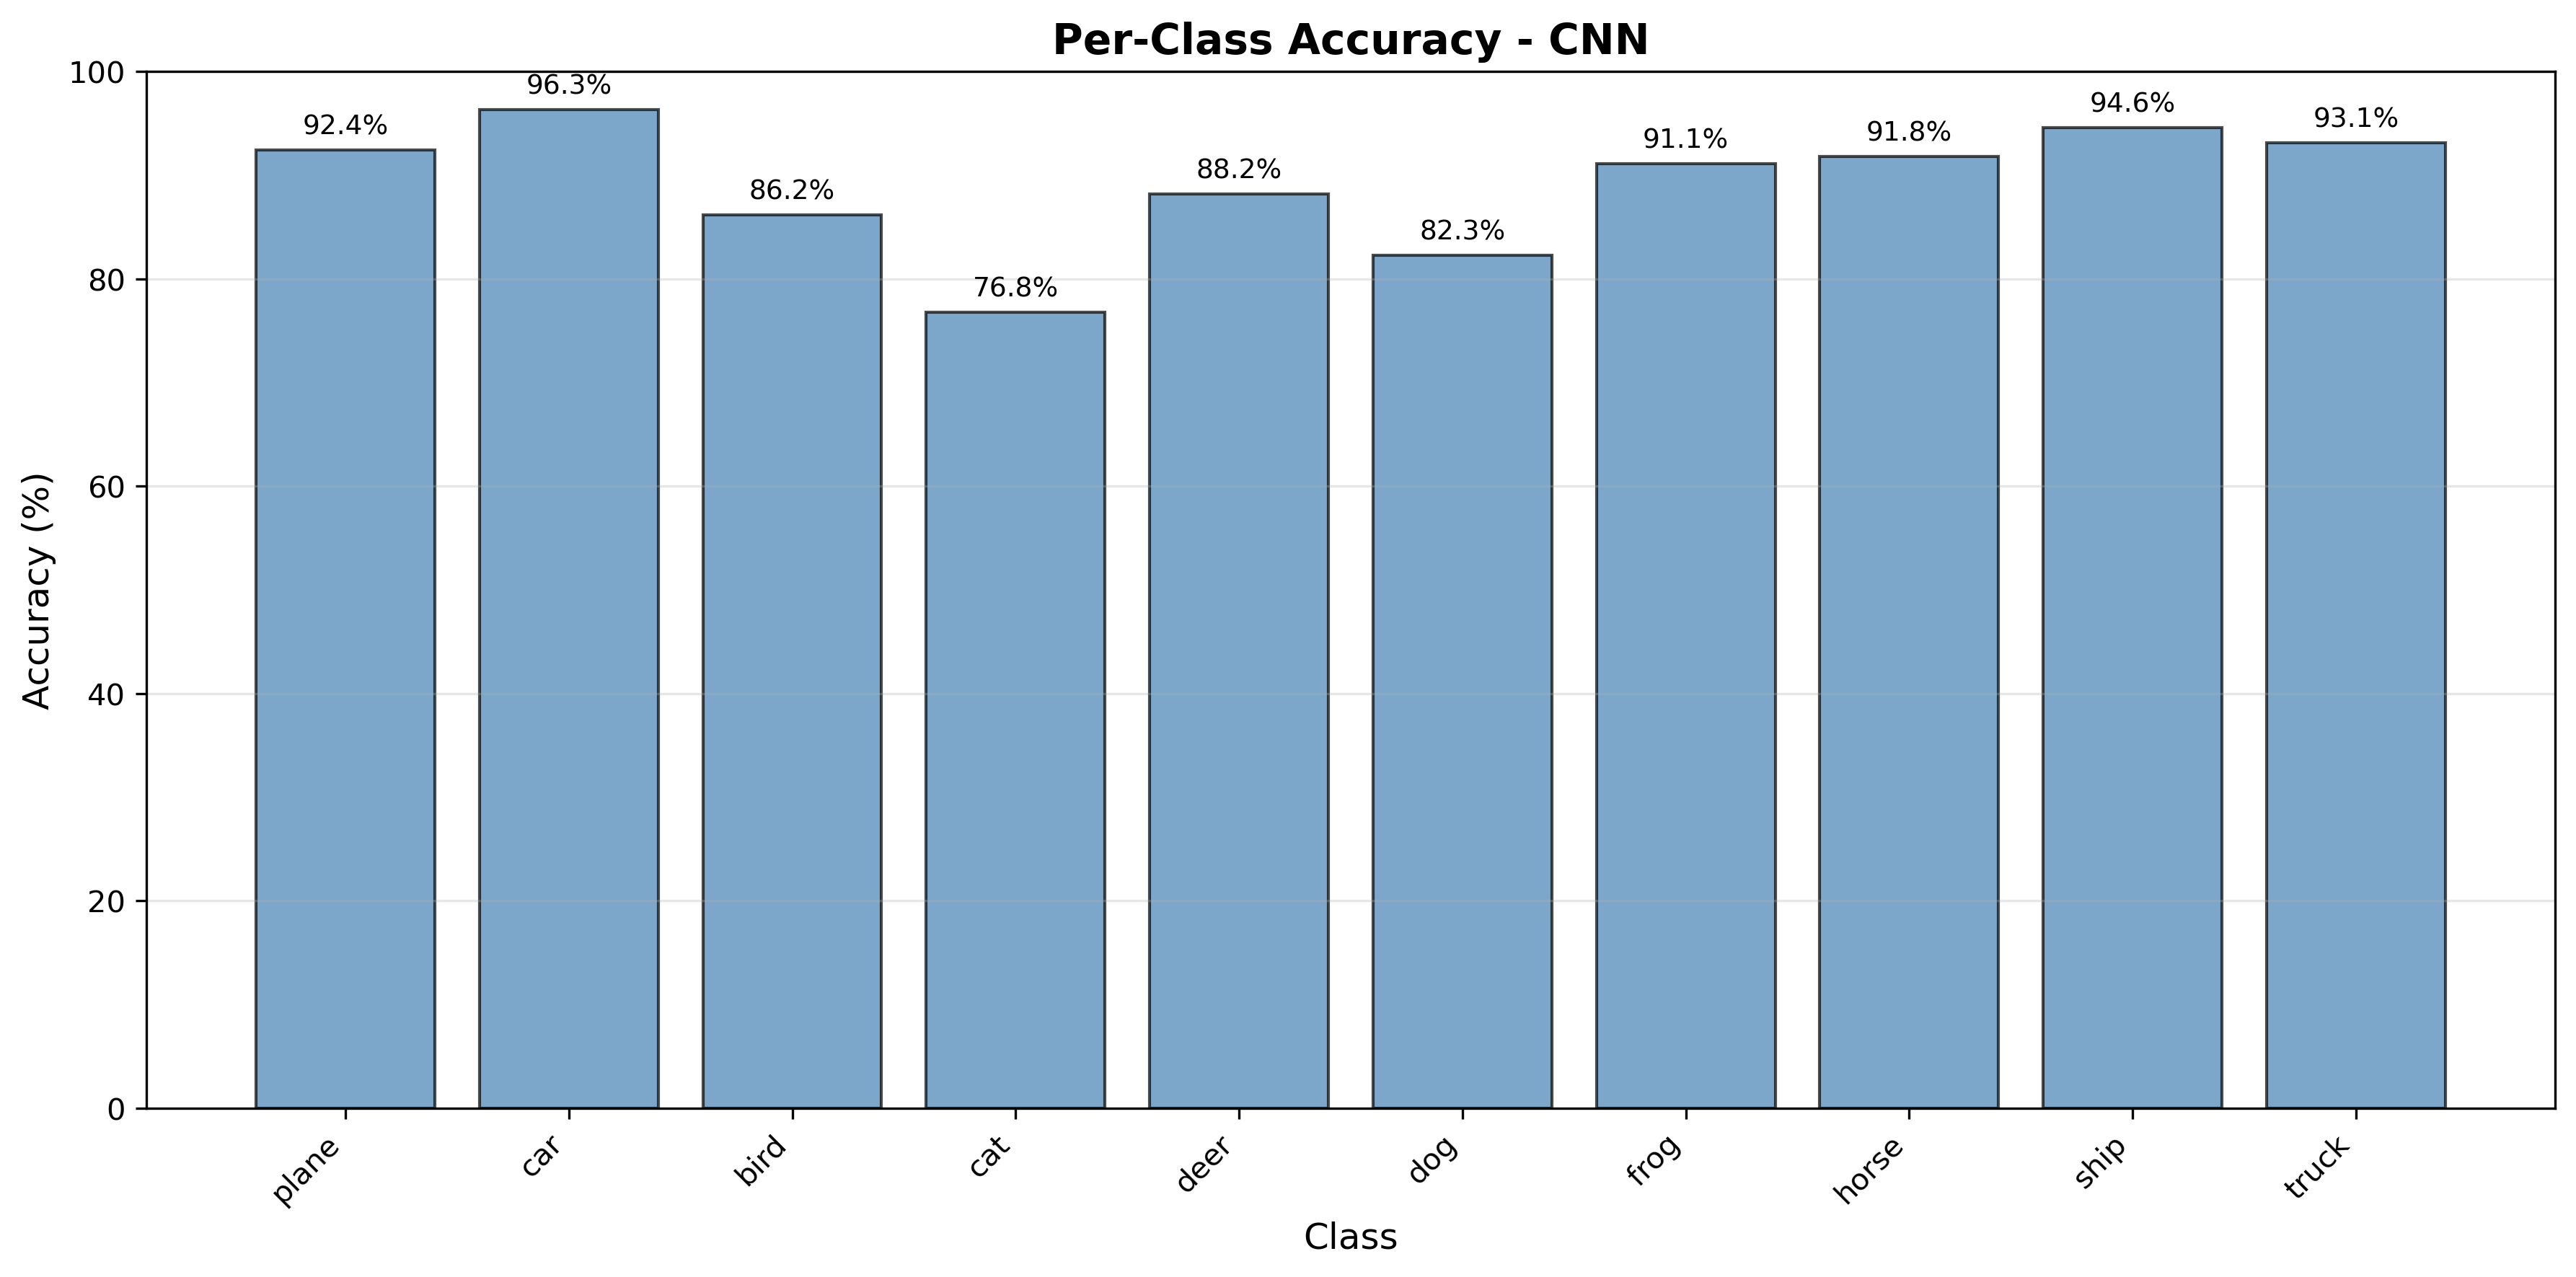 Per-Class Accuracy - CNN
Accuracy (%)
100
80
60
40
20
0
92.4%
96.3%
86.2%
76.8%
88.2%
82.3%
91.1%
91.8%
94.6%
93.1%
plane
car
bird
cat
deer
dog
frog
horse
ship
truck
Class